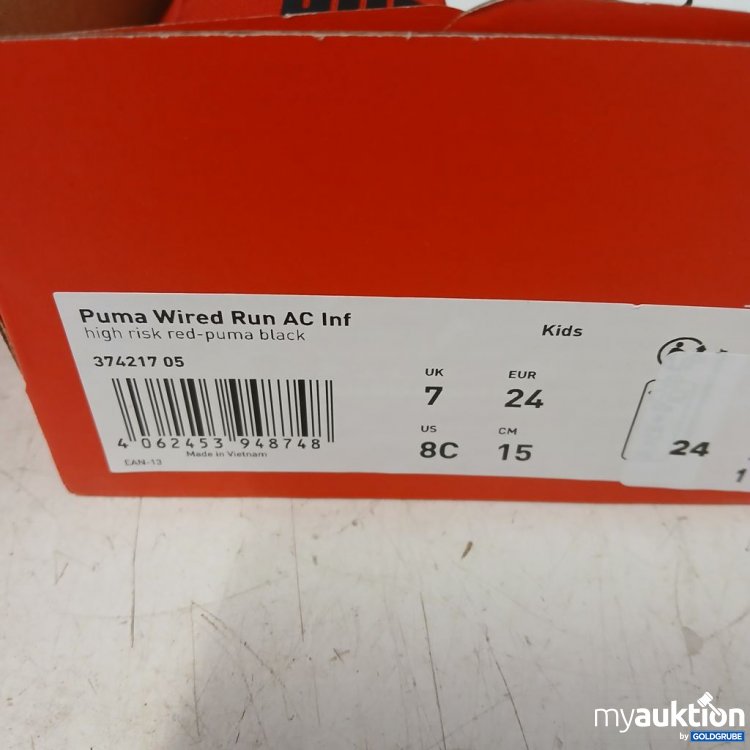 Puma Wired Run AC Inf
high risk red-puma black
Kids
374217 05
UK
EUR
7
24
US
CM
8C
15
4 062453 948748
Made in Vietnam
EAN-13
24
1
myauktion
by GOLDGRUBE